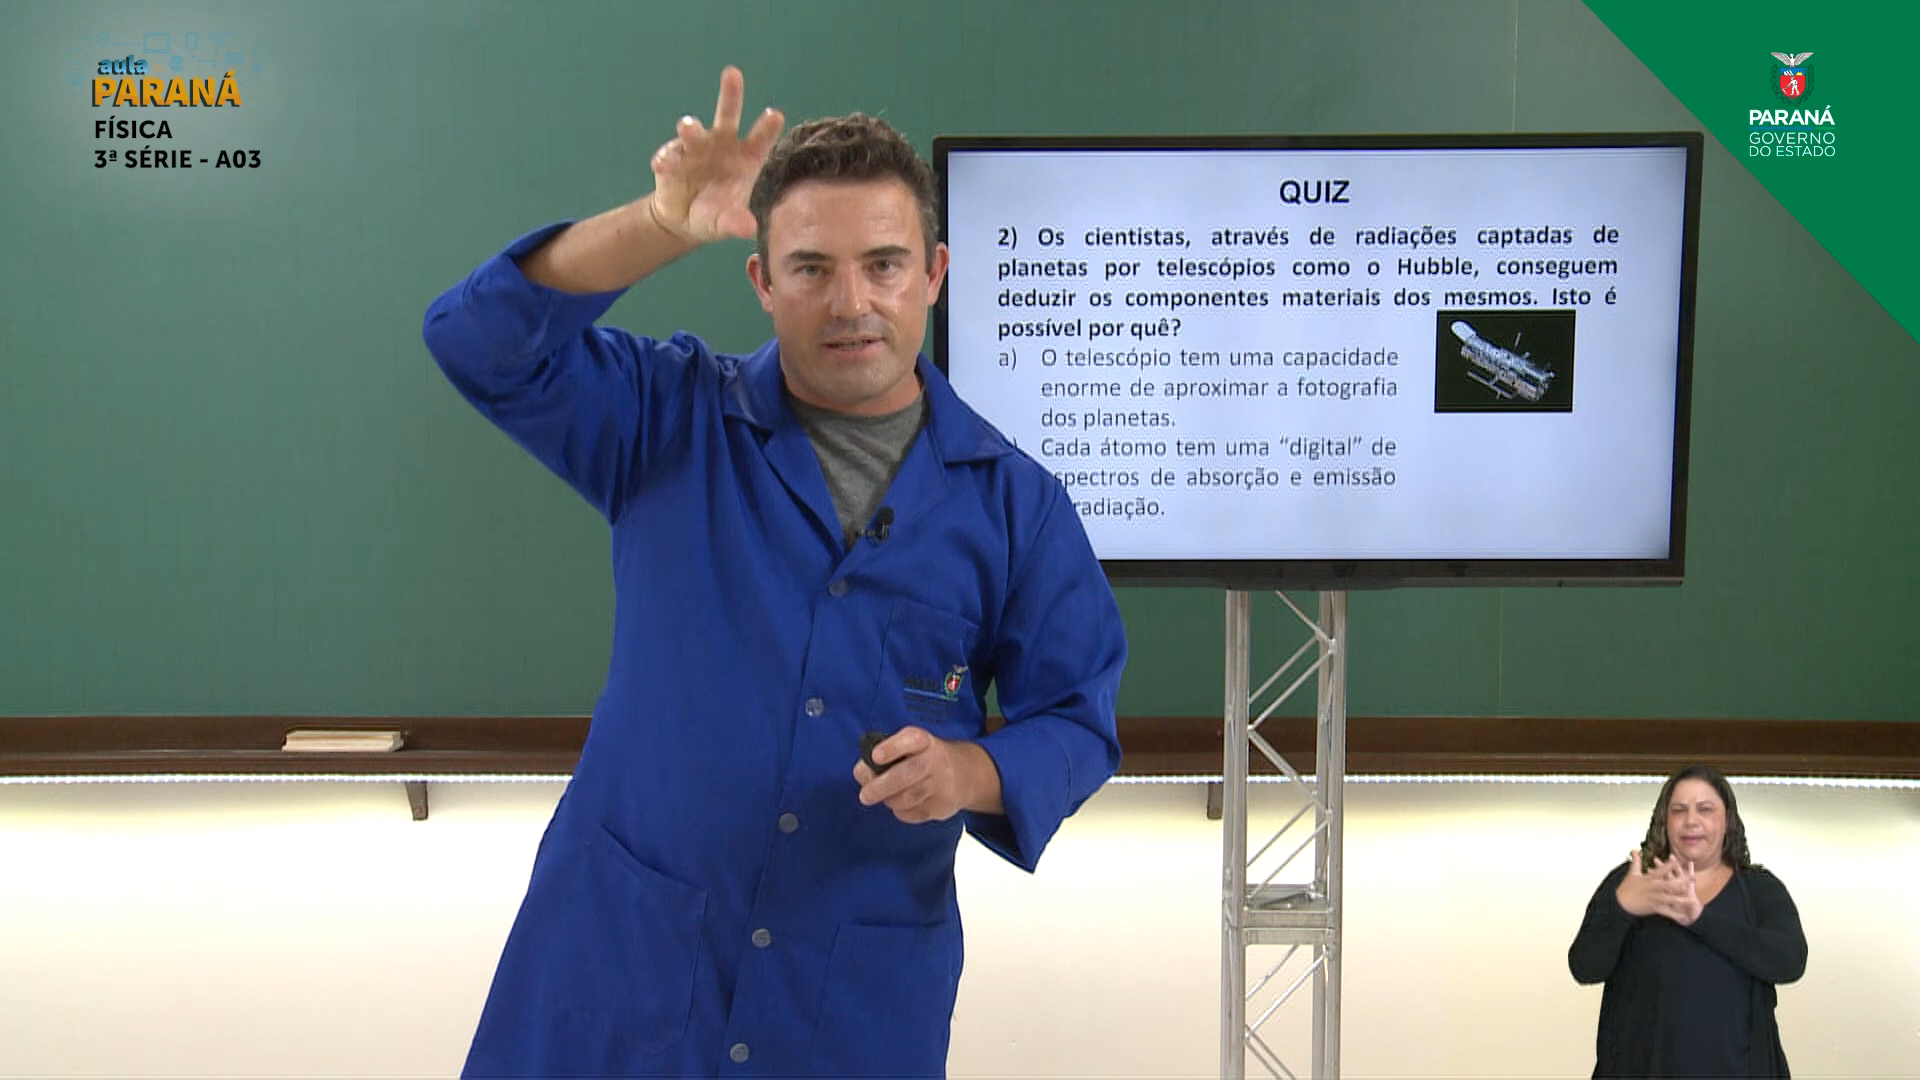 aula
PARANÁ
FÍSICA
3ª SÉRIE - A03
PARANÁ
GOVERNO
DO ESTADO
QUIZ
2) Os cientistas, através de radiações captadas de
planetas por telescópios como o Hubble, conseguem
deduzir os componentes materiais dos mesmos. Isto é
possível por quê?
a) O telescópio tem uma capacidade
enorme de aproximar a fotografia
dos planetas.
) Cada átomo tem uma “digital” de
spectros de absorção e emissão
radiação.